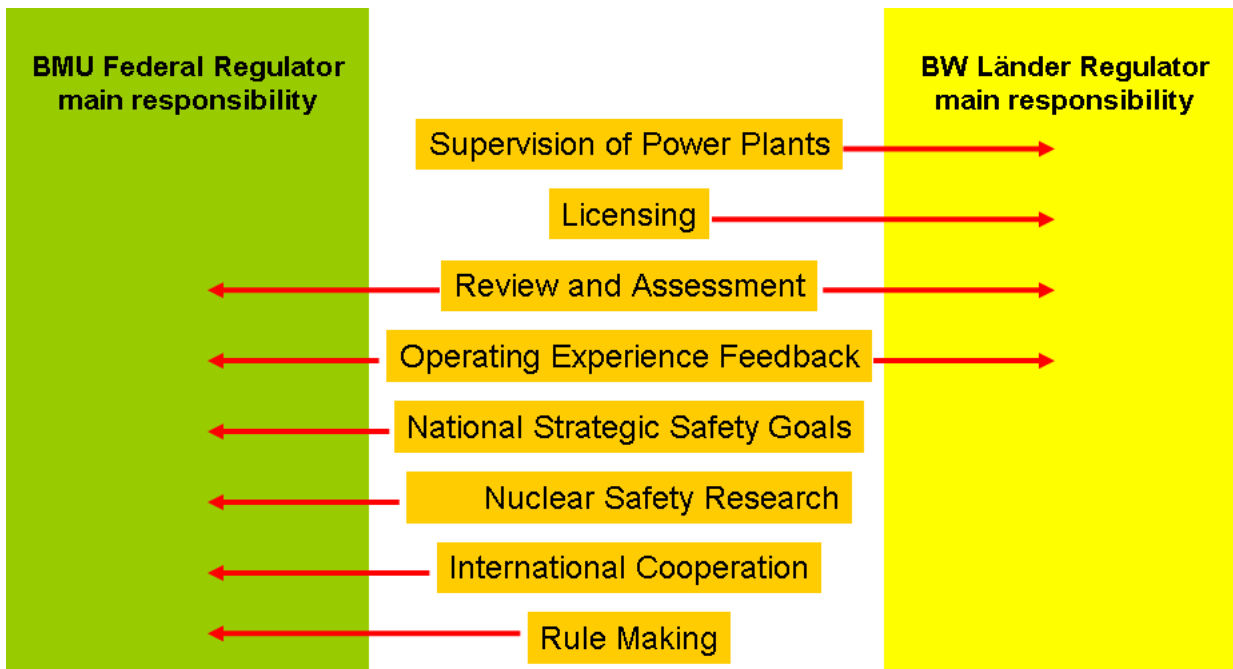 BMU Federal Regulator
main responsibility
BW Länder Regulator
main responsibility
Supervision of Power Plants
Licensing
Review and Assessment
Operating Experience Feedback
National Strategic Safety Goals
Nuclear Safety Research
International Cooperation
Rule Making